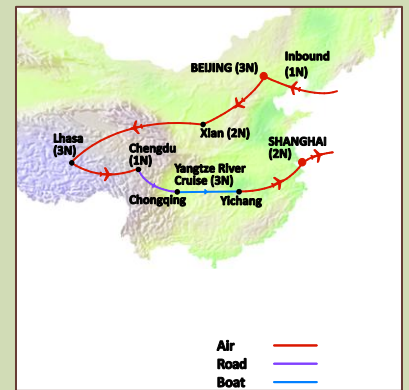 Inbound
(1N)
BEIJING (3N)
Xian (2N)
Lhasa
(3N)
Chengdu
(1N)
SHANGHAI
(2N)
Yangtze River
Cruise (3N)
Chongqing
Yichang
Air
Road
Boat